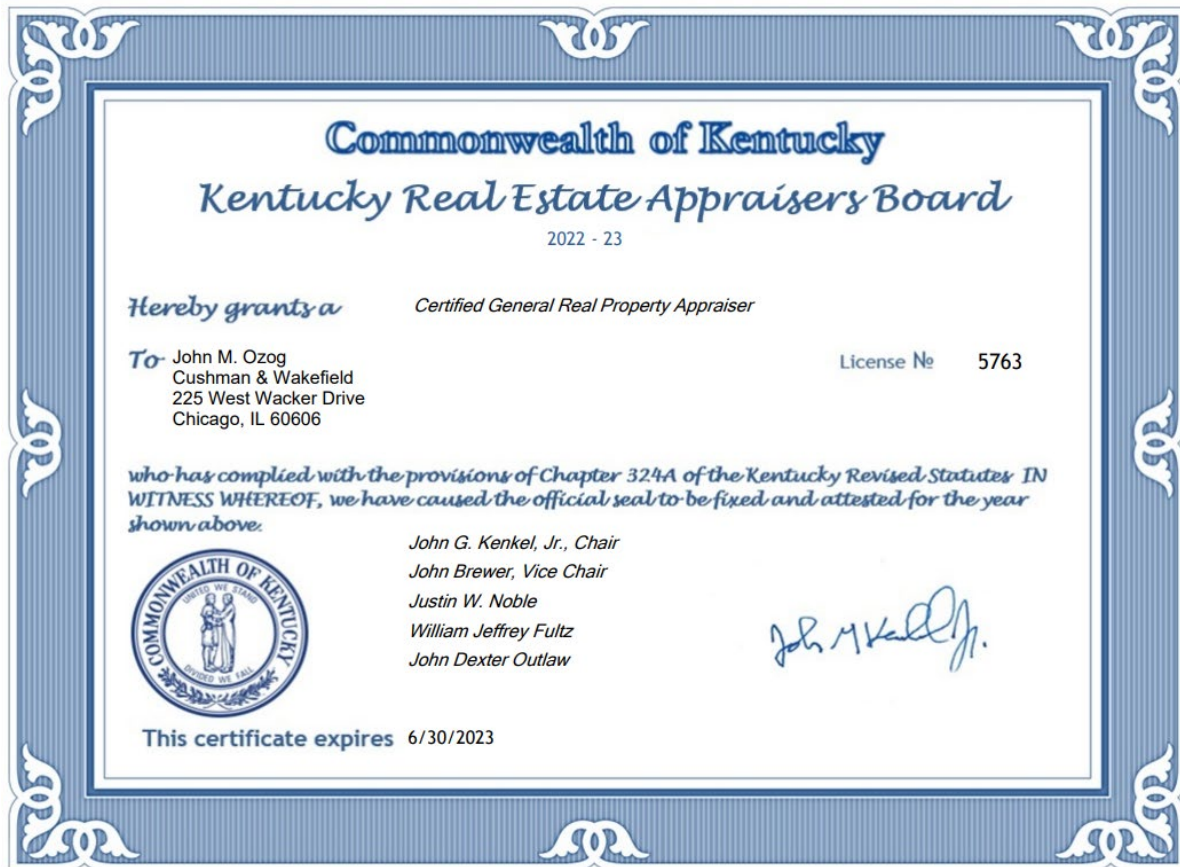 Commonwealth of Kentucky
Kentucky Real Estate Appraisers Board
2022 - 23
Hereby grants a Certified General Real Property Appraiser
To John M. Ozog
Cushman & Wakefield
225 West Wacker Drive
Chicago, IL 60606
License № 5763
who has complied with the provisions of Chapter 324A of the Kentucky Revised Statutes IN
WITNESS WHEREOF, we have caused the official seal to be fixed and attested for the year
shown above.
John G. Kenkel, Jr., Chair
John Brewer, Vice Chair
Justin W. Noble
William Jeffrey Fultz
John Dexter Outlaw
COMMONWEALTH OF KENTUCKY
UNITED WE STAND
DIVIDED WE FALL
This certificate expires 6/30/2023